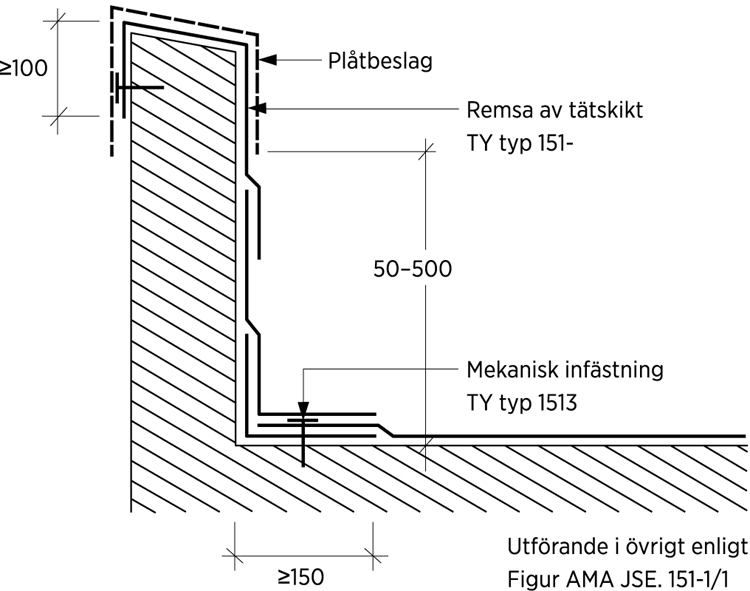 Plåtbeslag
≥100
Remsa av tätskikt
TY typ 151-
50–500
Mekanisk infästning
TY typ 1513
Utförande i övrigt enligt
Figur AMA JSE. 151-1/1
≥150